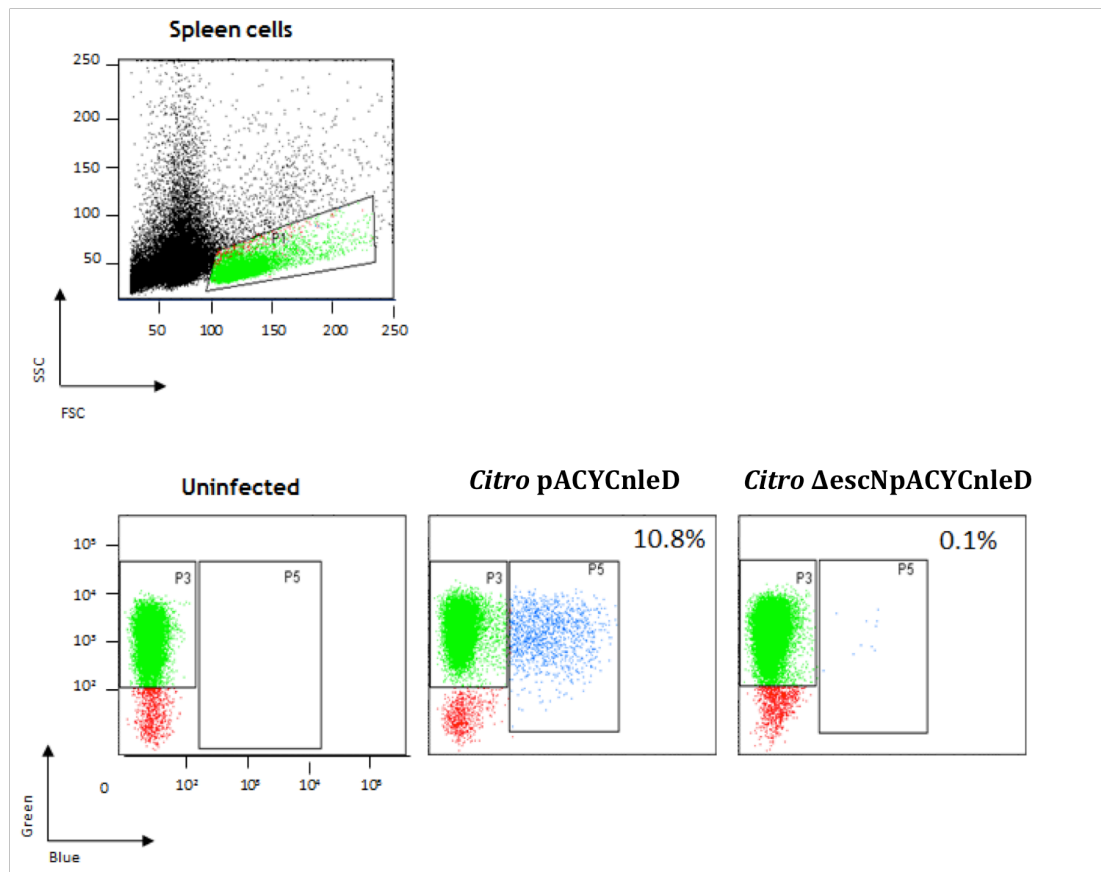 Spleen cells
250
200
150
100
50
P1
50 100 150 200 250
SSC
FSC
Uninfected
Citro pACYCnleD
Citro ΔescNpACYCnleD
10.8%
0.1%
10⁵
10⁴
10³
10²
P3 P5
P3 P5
P3 P5
0 10² 10³ 10⁴ 10⁵
Green
Blue